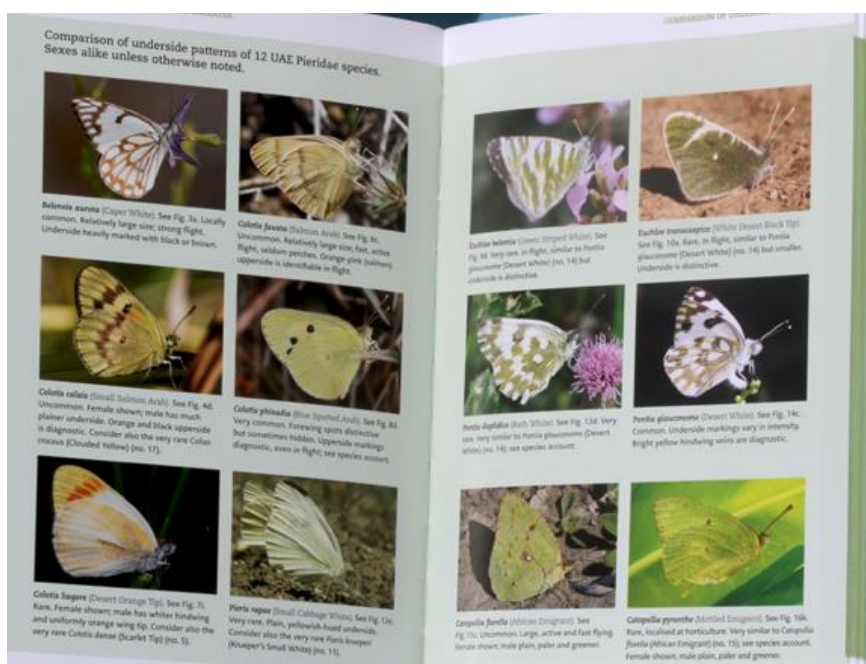 Comparison of underside patterns of 12 UAE Pieridae species.
Sexes alike unless otherwise noted.
Belenois aurota (Caper White). See Fig. 3a. Locally
common. Relatively large size; strong flight.
Underside heavily marked with black or brown.
Colotis fausta (Salmon Arab). See Fig. 6c.
Uncommon. Relatively large size; fast, active
flight, seldom perches. Orange-pink (salmon)
upperside is identifiable in flight.
Colotis calais (Small Salmon Arab). See Fig. 4d.
Uncommon. Female shown; male has much
plainer underside. Orange and black upperside
is diagnostic. Consider also the very rare Colias
croceus (Clouded Yellow) (no. 17).
Colotis phisadia (Blue Spotted Arab). See Fig. 8d.
Very common. Forewing spots distinctive
but sometimes hidden. Upperside markings
diagnostic, even in flight; see species account.
Colotis liagore (Desert Orange Tip). See Fig. 7i.
Rare. Female shown; male has whiter hindwing
and uniformly orange wing tip. Consider also the
very rare Colotis danae (Scarlet Tip) (no. 5).
Pieris rapae (Small Cabbage White). See Fig. 12e.
Very rare. Plain, yellowish-hued underside.
Consider also the very rare Pieris krueperi
(Krueper's Small White) (no. 11).
COMPARISON OF UNDERSIDE
Euchloe belemia (Green Striped White). See
Fig. 9d. Very rare. In flight, similar to Pontia
glauconome (Desert White) (no. 14) but
underside is distinctive.
Euchloe (White Desert Black Tip).
See Fig. 10a. Rare. In flight, similar to Pontia
glauconome (Desert White) (no. 14) but smaller.
Underside is distinctive.
Pontia daplidice (Bath White). See Fig. 13d. Very
rare. Very similar to Pontia glauconome (Desert
White) (no. 14); see species account.
Pontia glauconome (Desert White). See Fig. 14c.
Common. Underside markings vary in intensity.
Bright yellow hindwing veins are diagnostic.
Catopsilia florella (African Emigrant). See
Fig. 15c. Uncommon. Large, active and fast flying.
Female shown; male plain, paler and greener.
Catopsilia pyranthe (Mottled Emigrant). See Fig. 16k.
Rare, localised at horticulture. Very similar to Catopsilia
florella (African Emigrant) (no. 15); see species account.
Female shown; male plain, paler and greener.